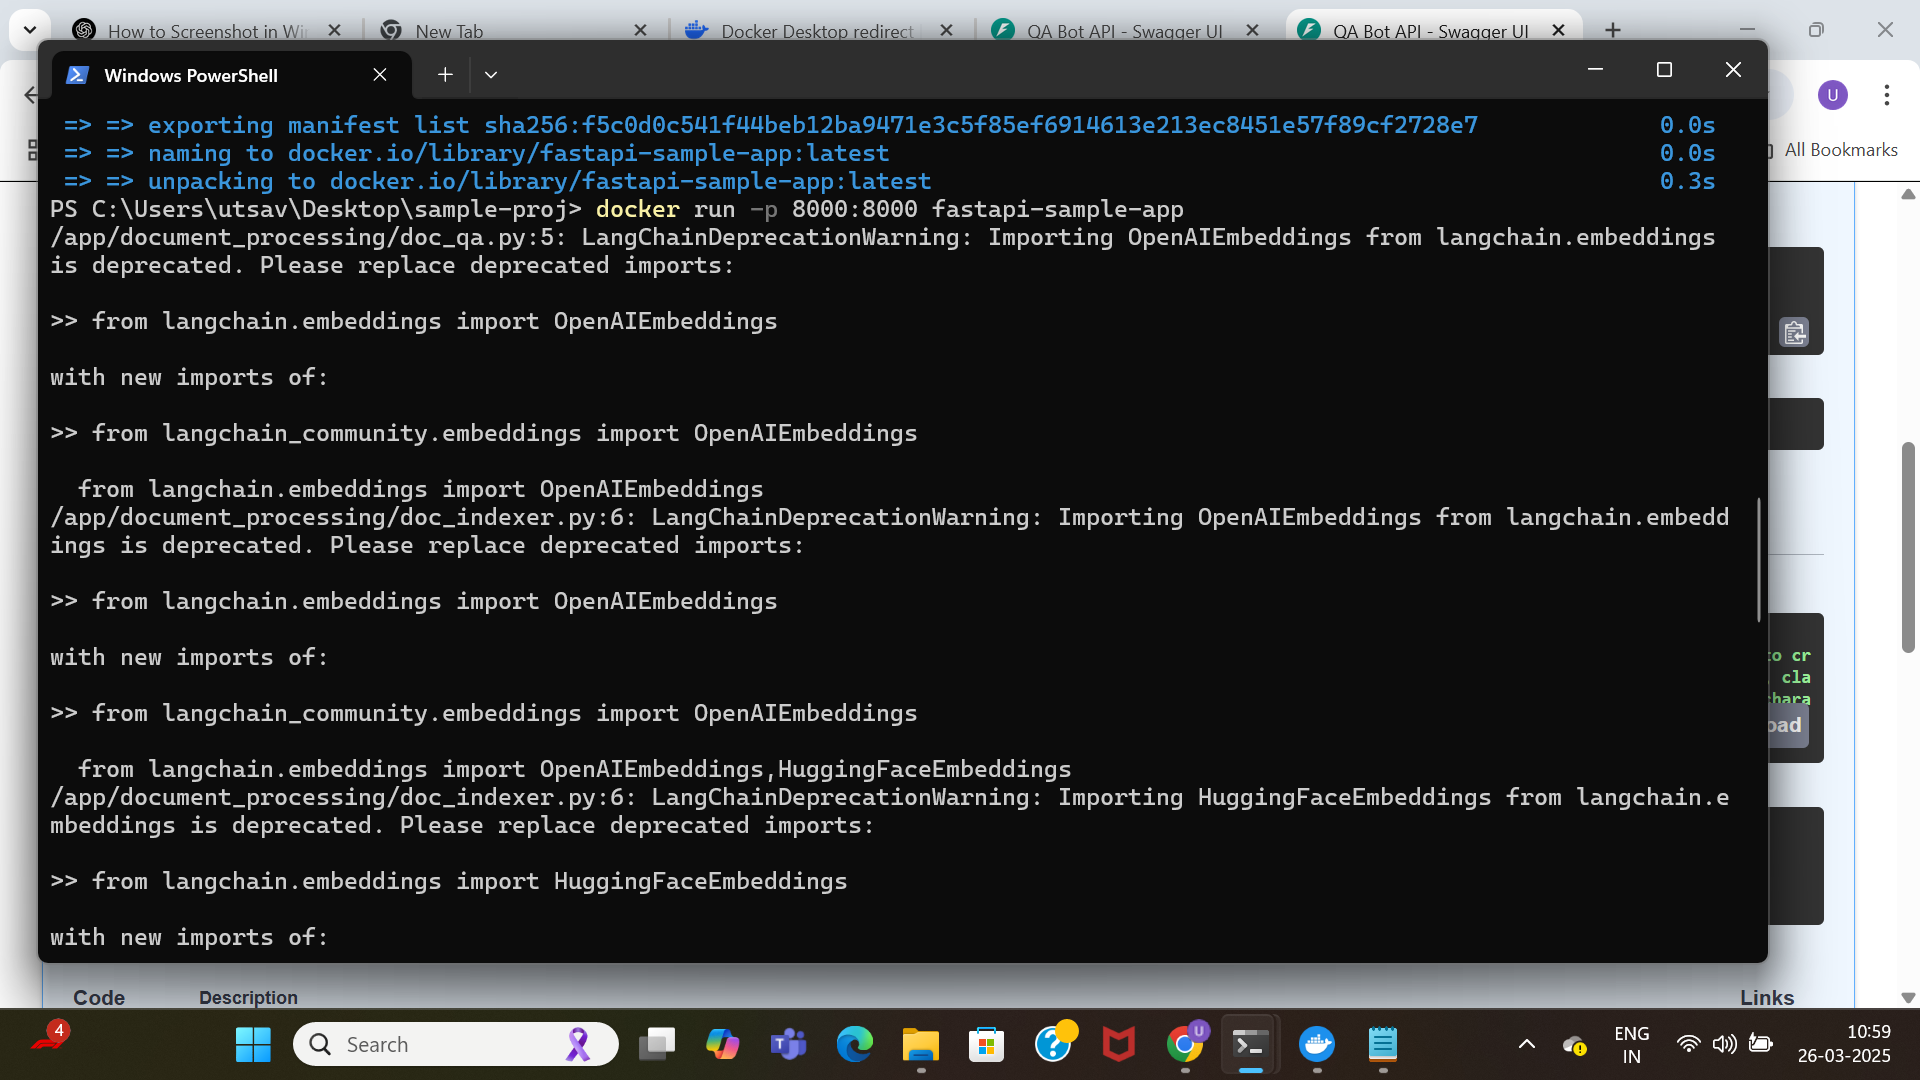 How to Screenshot in Wi
New Tab
Docker Desktop redirect
QA Bot API - Swagger UI
QA Bot API - Swagger UI
Windows PowerShell
U
All Bookmarks
=> => exporting manifest list sha256:f5c0d0c541f44beb12ba9471e3c5f85ef6914613e213ec8451e57f89cf2728e7 0.0s
=> => naming to docker.io/library/fastapi-sample-app:latest 0.0s
=> => unpacking to docker.io/library/fastapi-sample-app:latest 0.3s
PS C:\Users\utsav\Desktop\sample-proj> docker run -p 8000:8000 fastapi-sample-app
/app/document_processing/doc_qa.py:5: LangChainDeprecationWarning: Importing OpenAIEmbeddings from langchain.embeddings
is deprecated. Please replace deprecated imports:
>> from langchain.embeddings import OpenAIEmbeddings
with new imports of:
>> from langchain_community.embeddings import OpenAIEmbeddings
from langchain.embeddings import OpenAIEmbeddings
/app/document_processing/doc_indexer.py:6: LangChainDeprecationWarning: Importing OpenAIEmbeddings from langchain.embedd
ings is deprecated. Please replace deprecated imports:
>> from langchain.embeddings import OpenAIEmbeddings
with new imports of:
>> from langchain_community.embeddings import OpenAIEmbeddings
from langchain.embeddings import OpenAIEmbeddings,HuggingFaceEmbeddings
/app/document_processing/doc_indexer.py:6: LangChainDeprecationWarning: Importing HuggingFaceEmbeddings from langchain.e
mbeddings is deprecated. Please replace deprecated imports:
>> from langchain.embeddings import HuggingFaceEmbeddings
with new imports of:
to cr
cla
chara
oad
Code Description Links
4
Search
U
ENG
IN
10:59
26-03-2025